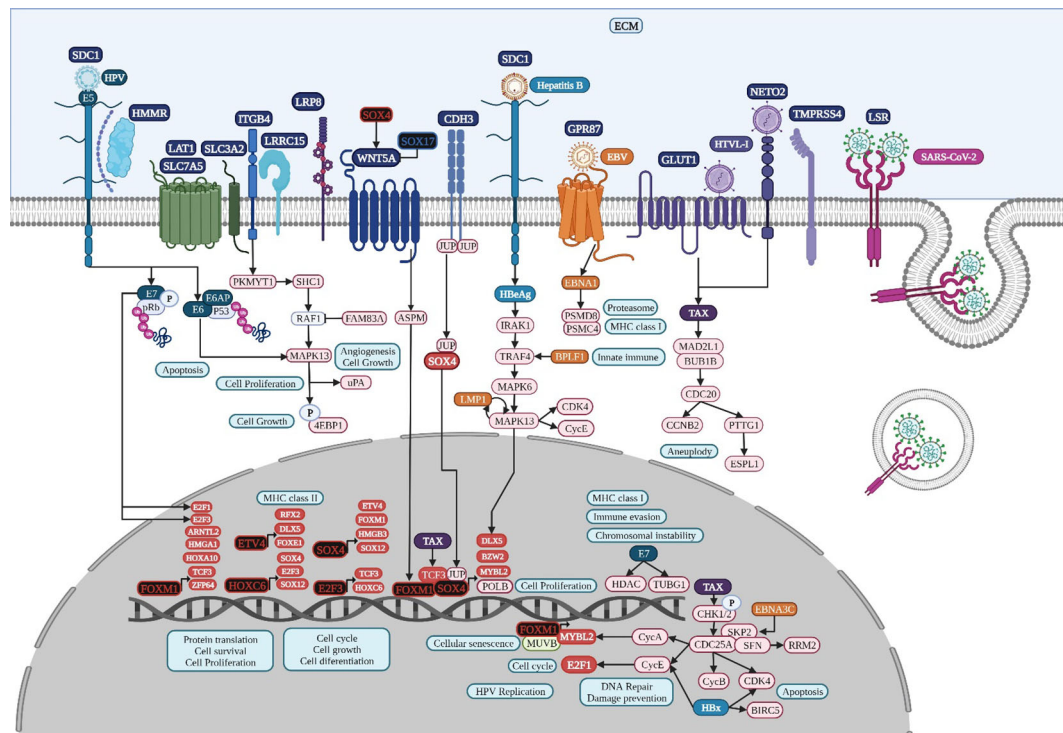 ECM
SDC1
HPV
E5
HMMR
LAT1
SLC7A5
SLC3A2
ITGB4
LRRC15
LRP8
SOX4
SOX17
WNT5A
CDH3
SDC1
Hepatitis B
GPR87
EBV
GLUT1
HTVL-I
NETO2
TMPRSS4
LSR
SARS-CoV-2
JUP
JUP
E7
P
pRb
E6AP
E6
P53
PKMYT1
SHC1
RAF1
FAM83A
MAPK13
Angiogenesis
Cell Growth
Apoptosis
Cell Proliferation
uPA
Cell Growth
P
4EBP1
ASPM
JUP
SOX4
HBeAg
IRAK1
TRAF4
BPLF1
Innate immune
MAPK6
LMP1
MAPK13
CDK4
CycE
EBNA1
PSMD8
PSMC4
Proteasome
MHC class I
TAX
MAD2L1
BUB1B
CDC20
CCNB2
PTTG1
Aneuplody
ESPL1
E2F1
E2F3
ARNTL2
HMGA1
HOXA10
TCF3
ZFP64
FOXM1
MHC class II
RFX2
DLX5
FOXE1
ETV4
SOX4
E2F3
SOX12
HOXC6
ETV4
FOXM1
HMGB3
SOX12
SOX4
TCF3
HOXC6
E2F3
TAX
TCF3
JUP
FOXM1
SOX4
DLX5
BZW2
MYBL2
POLB
Cell Proliferation
MHC class I
Immune evasion
Chromosomal instability
E7
HDAC
TUBG1
TAX
P
CHK1/2
EBNA3C
SKP2
CDC25A
SFN
RRM2
FOXM1
MUVB
MYBL2
Cellular senescence
CycA
CycE
E2F1
Cell cycle
CycB
CDK4
Apoptosis
HPV Replication
DNA Repair
Damage prevention
HBx
BIRC5
Protein translation
Cell survival
Cell Proliferation
Cell cycle
Cell growth
Cell diferentiation